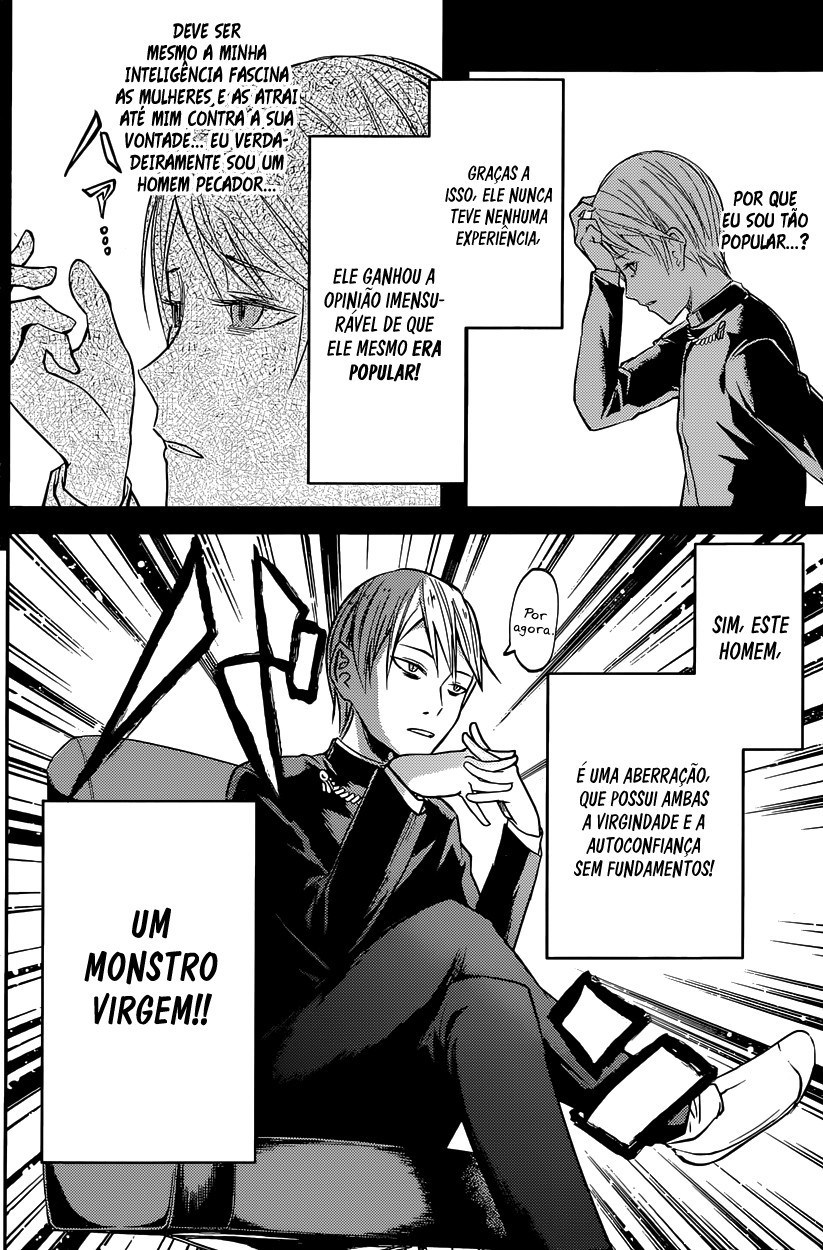 POR QUE
EU SOU TÃO
POPULAR...?
GRAÇAS A
ISSO, ELE NUNCA
TEVE NENHUMA
EXPERIÊNCIA,
ELE GANHOU A
OPINIÃO IMENSU-
RÁVEL DE QUE
ELE MESMO ERA
POPULAR!
DEVE SER
MESMO A MINHA
INTELIGÊNCIA FASCINA
AS MULHERES E AS ATRAI
ATÉ MIM CONTRA A SUA
VONTADE... EU VERDA-
DEIRAMENTE SOU UM
HOMEM PECADOR...
SIM, ESTE
HOMEM,
Por
agora.
É UMA ABERRAÇÃO,
QUE POSSUI AMBAS
A VIRGINDADE E A
AUTOCONFIANÇA
SEM FUNDAMENTOS!
UM
MONSTRO
VIRGEM!!